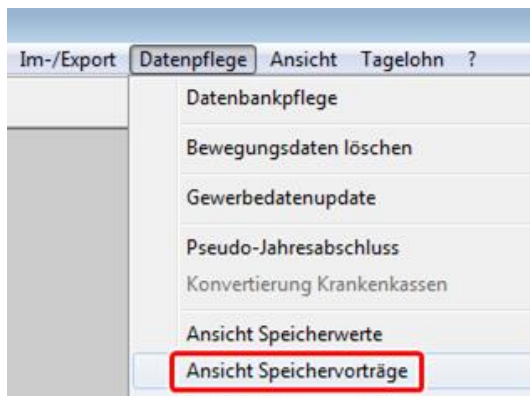 Im-/Export Datenpflege Ansicht Tagelohn ?
Datenbankpflege
Bewegungsdaten löschen
Gewerbedatenupdate
Pseudo-Jahresabschluss
Konvertierung Krankenkassen
Ansicht Speicherwerte
Ansicht Speichervorträge